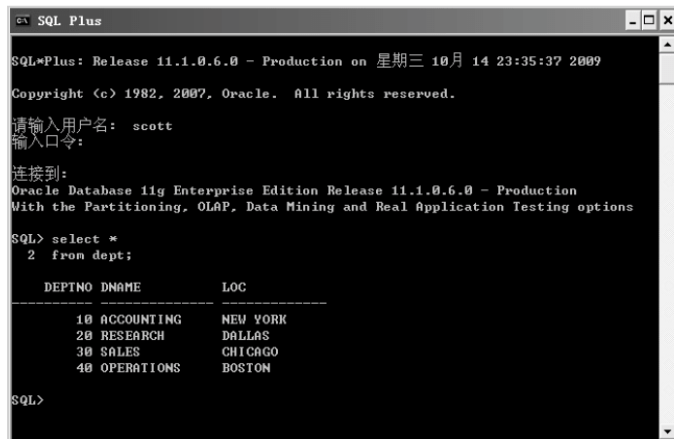 SQL Plus
SQL*Plus: Release 11.1.0.6.0 - Production on 星期三 10月 14 23:35:37 2009
Copyright (c) 1982, 2007, Oracle.  All rights reserved.
请输入用户名:  scott
输入口令:
连接到:
Oracle Database 11g Enterprise Edition Release 11.1.0.6.0 - Production
With the Partitioning, OLAP, Data Mining and Real Application Testing options
SQL> select *
  2  from dept;
    DEPTNO DNAME          LOC
---------- -------------- -------------
        10 ACCOUNTING     NEW YORK
        20 RESEARCH       DALLAS
        30 SALES          CHICAGO
        40 OPERATIONS     BOSTON
SQL>